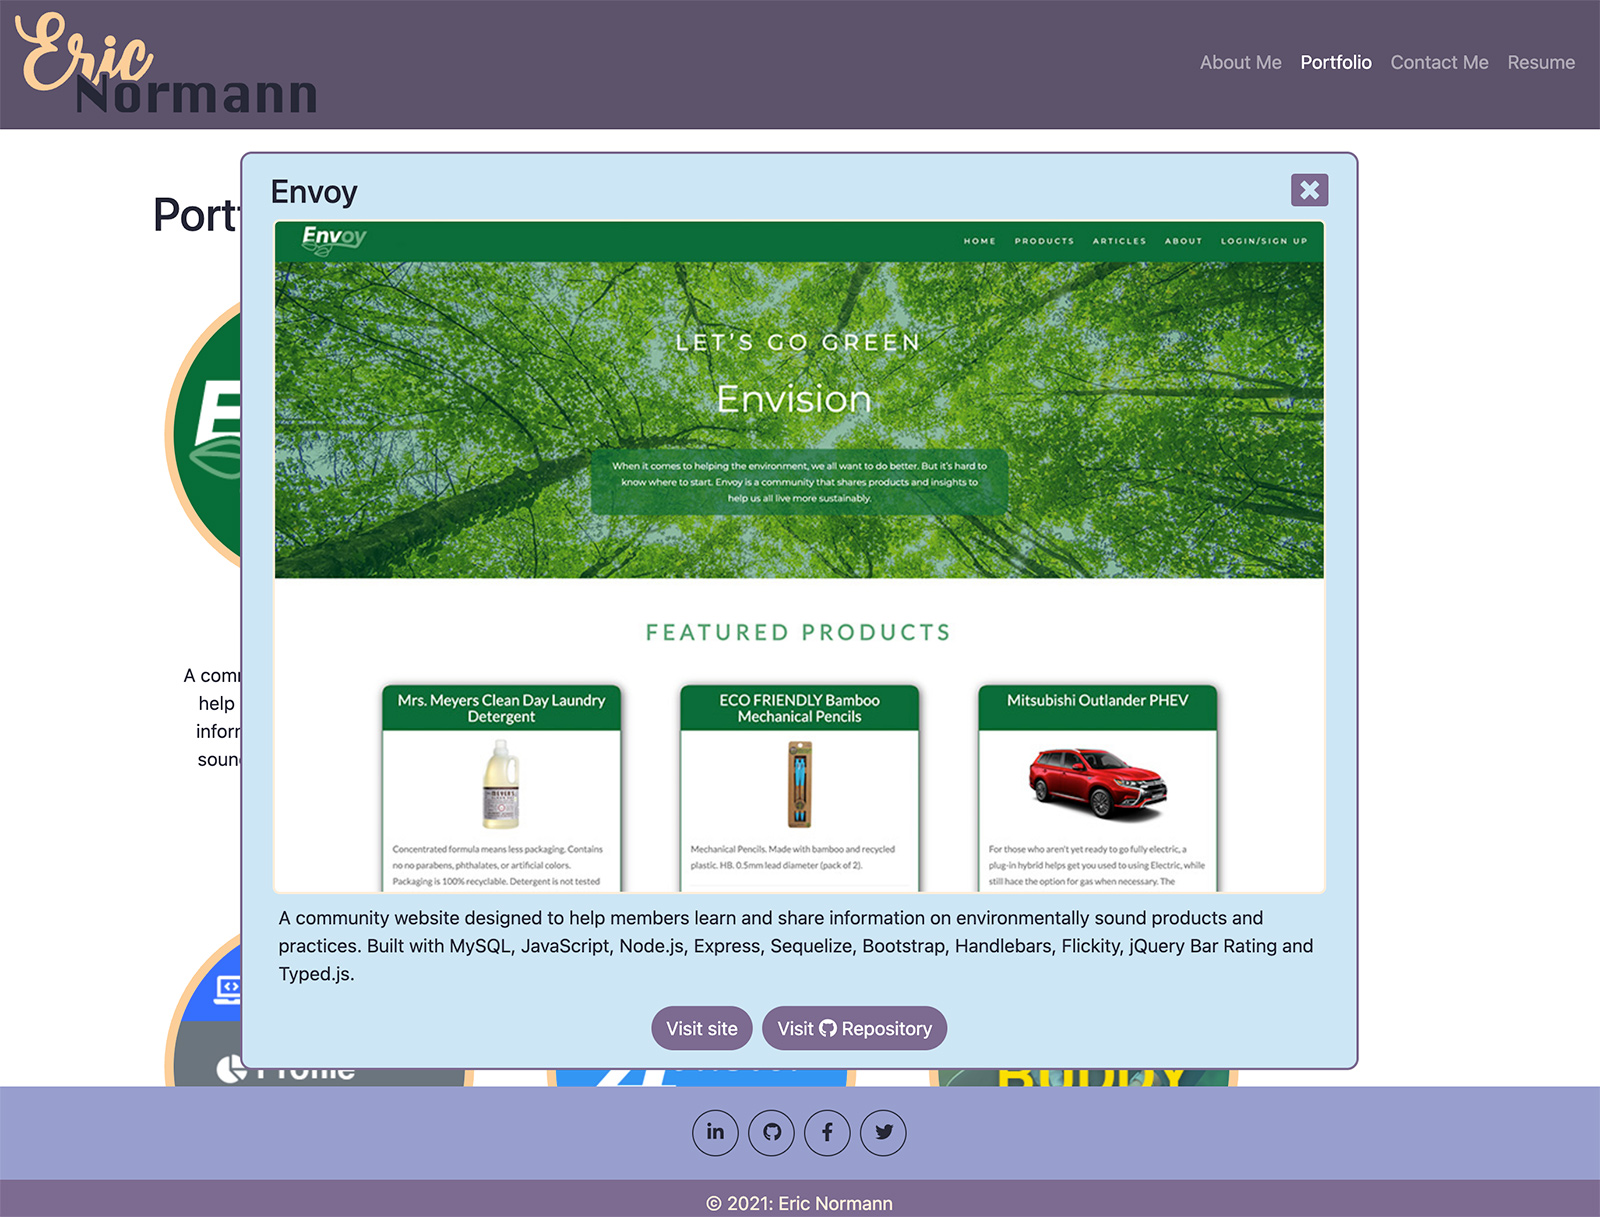 Eric
Normann
About Me Portfolio Contact Me Resume
Envoy
Envoy
HOME PRODUCTS ARTICLES ABOUT LOGIN/SIGN UP
LET'S GO GREEN
Envision
When it comes to helping the environment, we all want to do better. But it's hard to
know where to start. Envoy is a community that shares products and insights to
help us all live more sustainably.
FEATURED PRODUCTS
Mrs. Meyers Clean Day Laundry
Detergent
Concentrated formula means less packaging. Contains
no no parabens, phthalates, or artificial colors.
Packaging is 100% recyclable. Detergent is not tested
ECO FRIENDLY Bamboo
Mechanical Pencils
Mechanical Pencils. Made with bamboo and recycled
plastic. HB. 0.5mm lead diameter (pack of 2).
Mitsubishi Outlander PHEV
For those who aren't yet ready to go fully electric, a
plug-in hybrid helps get you used to using Electric, while
still hace the option for gas when necessary. The
A community website designed to help members learn and share information on environmentally sound products and
practices. Built with MySQL, JavaScript, Node.js, Express, Sequelize, Bootstrap, Handlebars, Flickity, jQuery Bar Rating and
Typed.js.
Visit site Visit Repository
Port
E
A com
help
infor
soun
Profile
BUDDY
in
© 2021: Eric Normann